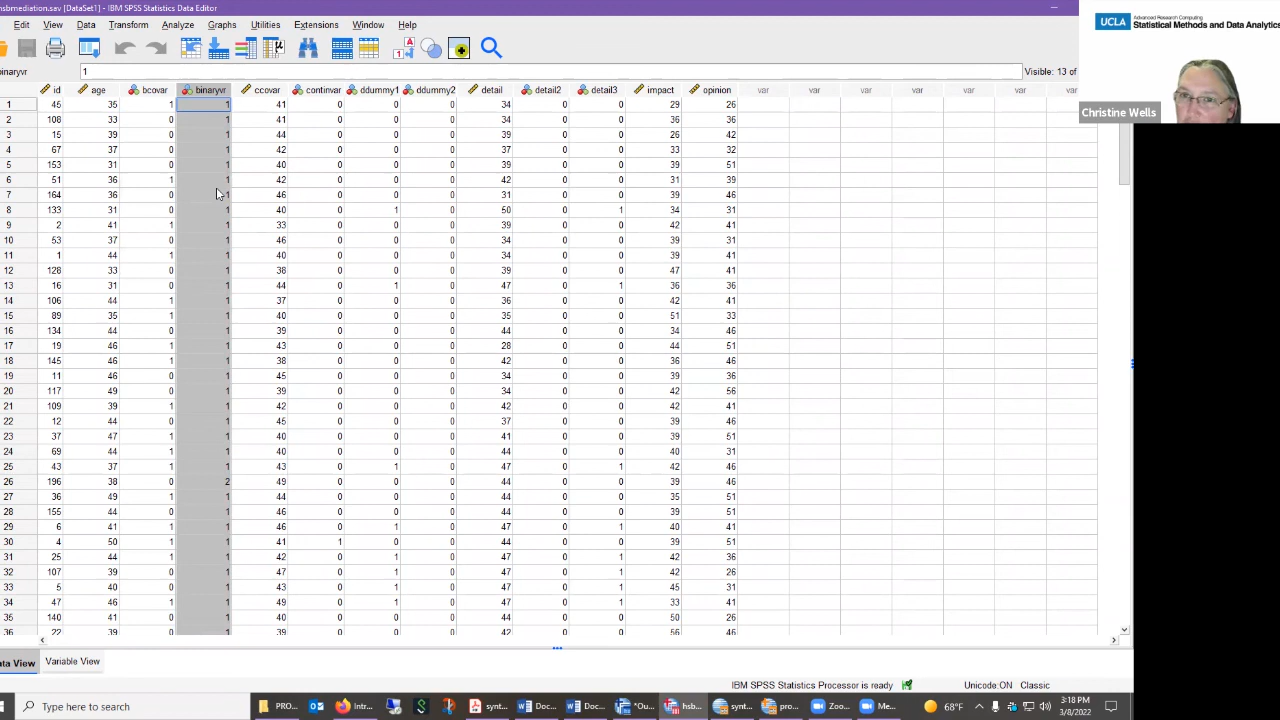 nsbmediation.sav [DataSet1] - IBM SPSS Statistics Data Editor
Edit View Data Transform Analyze Graphs Utilities Extensions Window Help
UCLA Advanced Research Computing
Statistical Methods and Data Analytics
inaryvr 1 Visible: 13 of
Christine Wells
id age bcovar binaryvr ccovar continvar ddummy1 ddummy2 detail detail2 detail3 impact opinion var var var var var var va
1 45 35 1 1 41 0 0 0 34 0 0 29 26
2 108 33 0 1 41 0 0 0 34 0 0 36 36
3 15 39 0 1 44 0 0 0 39 0 0 26 42
4 67 37 0 1 42 0 0 0 37 0 0 33 32
5 153 31 0 1 40 0 0 0 39 0 0 39 51
6 51 36 1 1 42 0 0 0 42 0 0 31 39
7 164 36 0 1 46 0 0 0 31 0 0 39 46
8 133 31 0 1 40 0 1 0 50 0 1 34 31
9 2 41 1 1 33 0 0 0 39 0 0 42 41
10 53 37 0 1 46 0 0 0 34 0 0 39 31
11 1 44 1 1 40 0 0 0 34 0 0 39 41
12 128 33 0 1 38 0 0 0 39 0 0 47 41
13 16 31 0 1 44 0 1 0 47 0 1 36 36
14 106 44 1 1 37 0 0 0 36 0 0 42 41
15 89 35 1 1 40 0 0 0 35 0 0 51 33
16 134 44 0 1 39 0 0 0 44 0 0 34 46
17 19 46 1 1 43 0 0 0 28 0 0 44 51
18 145 46 1 1 38 0 0 0 42 0 0 36 46
19 11 46 0 1 45 0 0 0 34 0 0 39 36
20 117 49 0 1 39 0 0 0 34 0 0 42 56
21 109 39 1 1 42 0 0 0 42 0 0 42 41
22 12 44 0 1 45 0 0 0 37 0 0 39 46
23 37 47 1 1 40 0 0 0 41 0 0 39 51
24 69 44 1 1 40 0 0 0 44 0 0 40 31
25 43 37 1 1 43 0 1 0 47 0 1 42 46
26 196 38 0 2 49 0 0 0 44 0 0 39 46
27 36 49 1 1 44 0 0 0 44 0 0 35 51
28 155 44 0 1 46 0 0 0 44 0 0 39 51
29 6 41 1 1 46 0 1 0 47 0 1 40 41
30 4 50 1 1 41 1 0 0 44 0 0 39 51
31 25 44 1 1 42 0 1 0 47 0 1 42 36
32 107 39 0 1 47 0 1 0 47 0 1 42 26
33 5 40 0 1 43 0 1 0 47 0 1 45 31
34 47 46 1 1 49 0 1 0 47 0 1 33 41
35 140 41 0 1 40 0 0 0 44 0 0 50 26
36 22 39 0 1 39 0 0 0 42 0 0 56 46
ata View Variable View
IBM SPSS Statistics Processor is ready Unicode:ON Classic
Type here to search PRO... Intr... synt... Doc... Doc... *Ou... hsb... synt... pro... Zoo... Me... 68°F 3:18 PM
3/8/2022